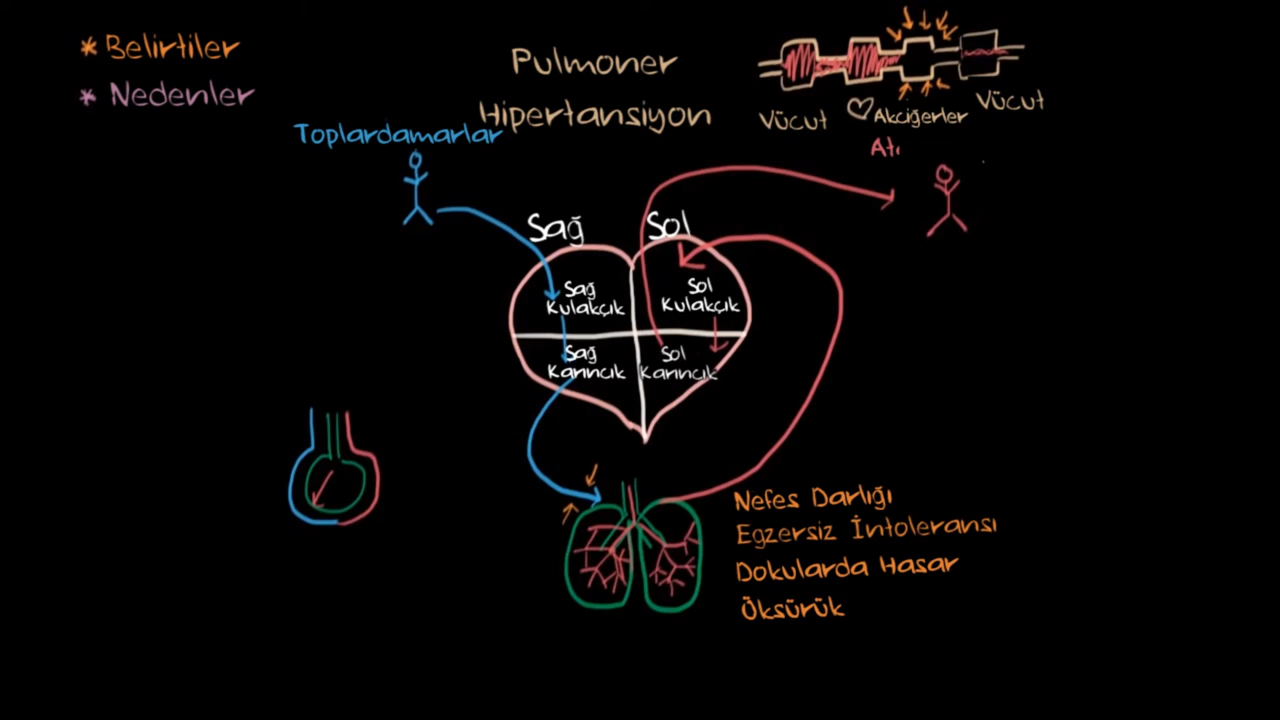 * Belirtiler
* Nedenler
Pulmoner
Hipertansiyon
Vücut
Akciğerler
Vücut
Atı
Toplardamarlar
Sağ
Sol
Sağ
Kulakçık
Sol
Kulakçık
Sağ
Karıncık
Sol
Karıncık
Nefes Darlığı
Egzersiz İntoleransı
Dokularda Hasar
Öksürük